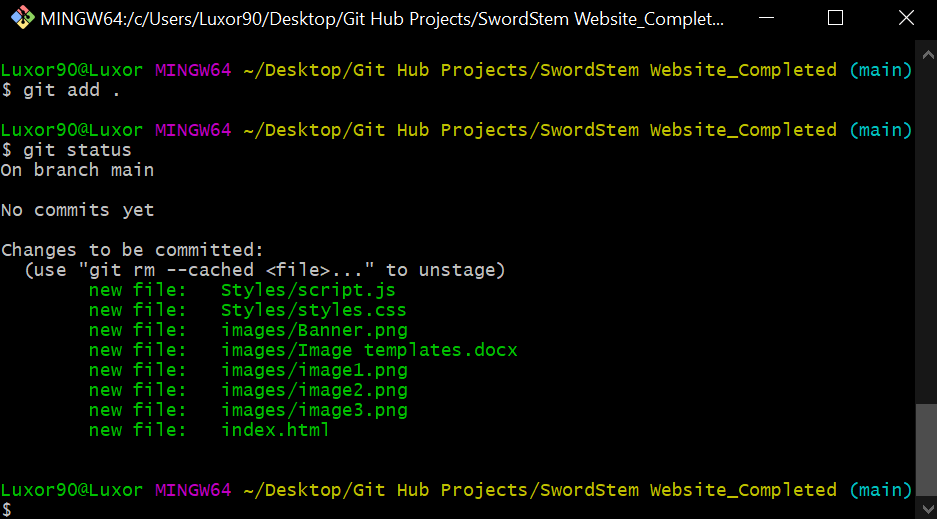 MINGW64:/c/Users/Luxor90/Desktop/Git Hub Projects/SwordStem Website_Complet...
Luxor90@Luxor MINGW64 ~/Desktop/Git Hub Projects/SwordStem Website_Completed (main)
$ git add .
Luxor90@Luxor MINGW64 ~/Desktop/Git Hub Projects/SwordStem Website_Completed (main)
$ git status
On branch main
No commits yet
Changes to be committed:
(use "git rm --cached <file>..." to unstage)
new file: Styles/script.js
new file: Styles/styles.css
new file: images/Banner.png
new file: images/Image templates.docx
new file: images/image1.png
new file: images/image2.png
new file: images/image3.png
new file: index.html
Luxor90@Luxor MINGW64 ~/Desktop/Git Hub Projects/SwordStem Website_Completed (main)
$